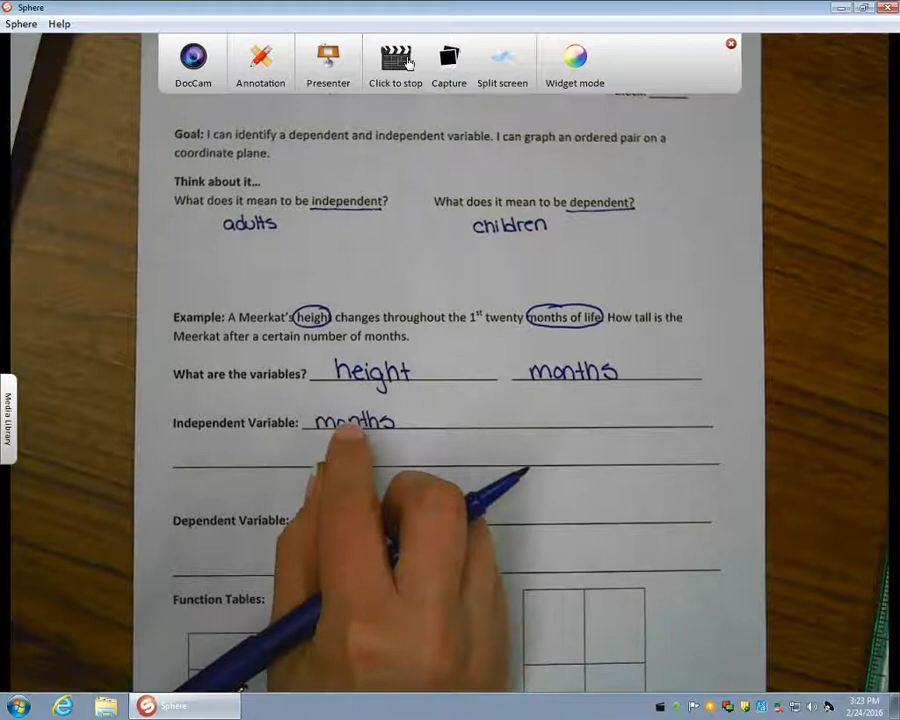 Sphere
Sphere Help
DocCam Annotation Presenter Click to stop Capture Split screen Widget mode
Goal: I can identify a dependent and independent variable. I can graph an ordered pair on a
coordinate plane.
Think about it...
What does it mean to be independent? What does it mean to be dependent?
adults children
Example: A Meerkat's height changes throughout the 1st twenty months of life. How tall is the
Meerkat after a certain number of months.
What are the variables? height months
Independent Variable: months
Dependent Variable:
Function Tables:
Media Library
Sphere
3:23 PM
2/24/2016